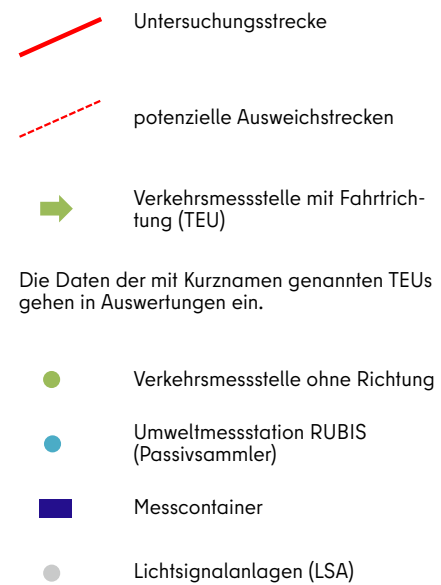 Untersuchungsstrecke
potenzielle Ausweichstrecken
Verkehrsmessstelle mit Fahrtrich-
tung (TEU)
Die Daten der mit Kurznamen genannten TEUs
gehen in Auswertungen ein.
Verkehrsmessstelle ohne Richtung
Umweltmessstation RUBIS
(Passivsammler)
Messcontainer
Lichtsignalanlagen (LSA)